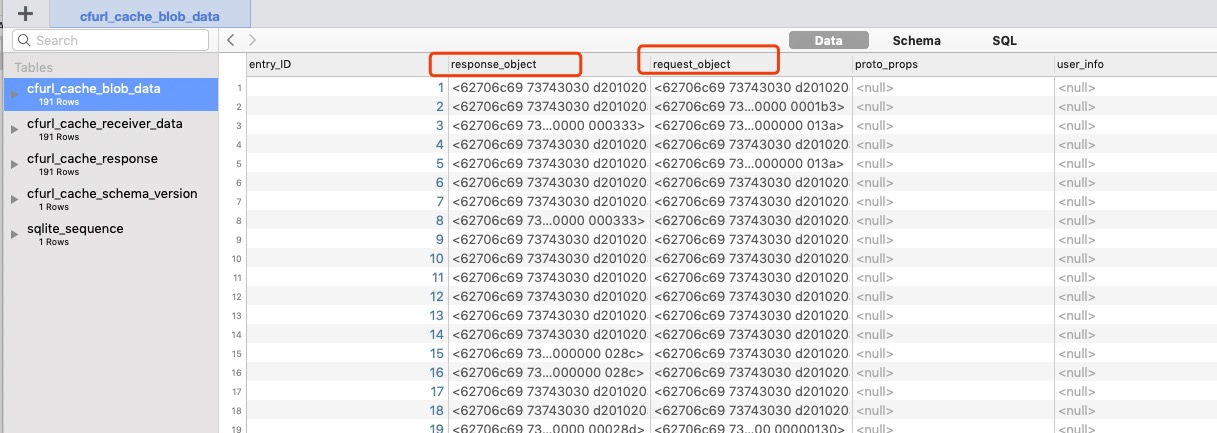 + cfurl_cache_blob_data
Search
Data Schema SQL
Tables
cfurl_cache_blob_data
191 Rows
cfurl_cache_receiver_data
191 Rows
cfurl_cache_response
191 Rows
cfurl_cache_schema_version
1 Rows
sqlite_sequence
1 Rows
entry_ID response_object request_object proto_props user_info
1 1 <62706c69 73743030 d201020 <62706c69 73743030 d201020 <null> <null>
2 2 <62706c69 73743030 d201020 <62706c69 73...0000 0001b3> <null> <null>
3 3 <62706c69 73...0000 000333> <62706c69 73...000000 013a> <null> <null>
4 4 <62706c69 73743030 d201020 <62706c69 73743030 d201020 <null> <null>
5 5 <62706c69 73743030 d201020 <62706c69 73...000000 013a> <null> <null>
6 6 <62706c69 73743030 d201020 <62706c69 73743030 d201020 <null> <null>
7 7 <62706c69 73743030 d201020 <62706c69 73743030 d201020 <null> <null>
8 8 <62706c69 73...0000 000333> <62706c69 73743030 d201020 <null> <null>
9 9 <62706c69 73743030 d201020 <62706c69 73743030 d201020 <null> <null>
10 10 <62706c69 73743030 d201020 <62706c69 73743030 d201020 <null> <null>
11 11 <62706c69 73743030 d201020 <62706c69 73743030 d201020 <null> <null>
12 12 <62706c69 73743030 d201020 <62706c69 73743030 d201020 <null> <null>
13 13 <62706c69 73743030 d201020 <62706c69 73743030 d201020 <null> <null>
14 14 <62706c69 73743030 d201020 <62706c69 73743030 d201020 <null> <null>
15 15 <62706c69 73...000000 028c> <62706c69 73743030 d201020 <null> <null>
16 16 <62706c69 73...000000 028c> <62706c69 73743030 d201020 <null> <null>
17 17 <62706c69 73743030 d201020 <62706c69 73743030 d201020 <null> <null>
18 18 <62706c69 73743030 d201020 <62706c69 73743030 d201020 <null> <null>
19 19 <62706c69 73...0000 00028d> <62706c69 73...00 00000130> <null> <null>